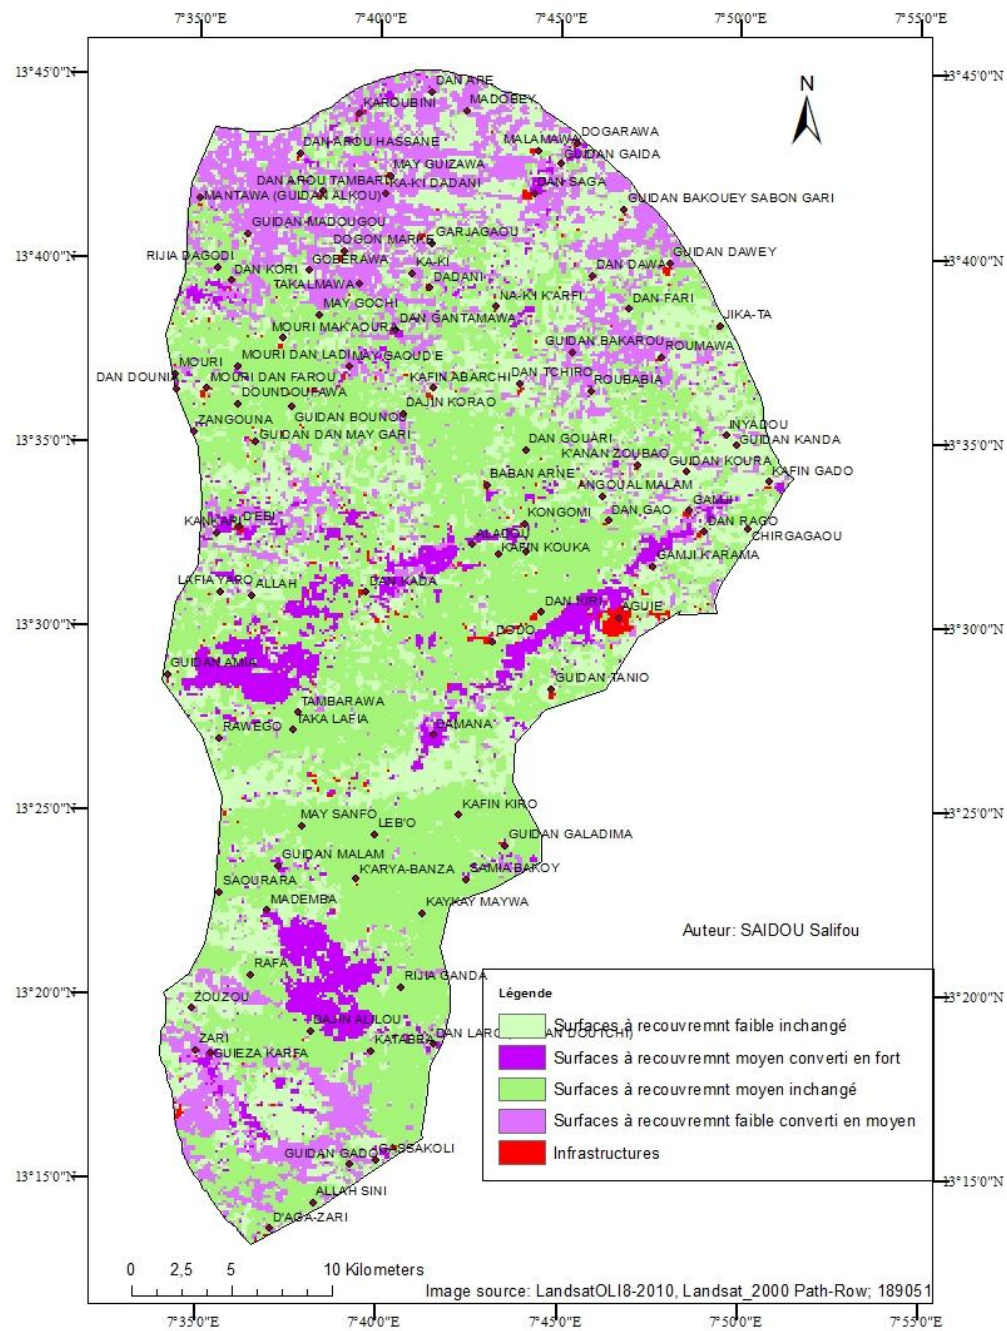 7°35'0"E 7°40'0"E 7°45'0"E 7°50'0"E 7°55'0"E
13°45'0"N 13°45'0"N
N
DAN ARE
KAROUBINI MADOBEY
DOGARAWA
DAN AROU HASSANE MALAMAWA
GUIDAN GAIDA
MAY GUIZAWA
DAN AROU TAMBARI KA-K'I DADANI DAN SAGA
MANTAWA (GUIDAN ALKOU) GUIDAN BAKOUEY SABON GARI
GUIDAN MADOUGOU
DOGON MARKE GARJAGAOU
RIJIA DAGODI GOBERAWA KA-KI GUIDAN DAWEY
13°40'0"N 13°40'0"N
DAN KORI DADANI DAN DAWA
TAKALMAWA
MAY GOCHI NA-K-I K'ARFI DAN FARI
MOURI MAK'AOURA DAN GANTAMAWA JIKA-TA
MOURI MOURI DAN LADI MAY GAOUD'E GUIDAN BAKAROU ROUMAWA
DAN DOUNIA MOURI DAN FAROU KAFIN ABARCHI DAN TCHIRO ROUBABIA
DOUNDOUFAWA DAJIN KORAO
ZANGOUNA GUIDAN BOUNOU INYADOU
GUIDAN DAN MAY GARI DAN GOUARI GUIDAN KANDA
13°35'0"N 13°35'0"N
K'ANAN ZOUBAO GUIDAN KOURA
BABAN ARNE ANGOUAL MALAM KAFIN GADO
GAMJI
KANKARI D'EBI KONGOMI DAN GAO DAN RAGO
ALADOU CHIRGAGAOU
KAFIN KOUKA GAMJI K'ARAMA
LAFIA YARO ALLAH DAN KADA
DAN KIRI AGUIE
13°30'0"N 13°30'0"N
DODO
GUIDAN AMIA
GUIDAN TANIO
TAMBARAWA
RAWEGO TAKA LAFIA DAMANA
13°25'0"N 13°25'0"N
MAY SANFO KAFIN KIRO
LEB'O
GUIDAN GALADIMA
GUIDAN MALAM
SAOURARA K'ARYA-BANZA SAMIA BAKOY
MADEMBA KAYKAY MAYWA
Auteur: SAIDOU Salifou
RAFA RIJIA GANDA
13°20'0"N 13°20'0"N
ZOUZOU
DAJIN ALILOU
ZARI KATABRA DAN LARO DOUTCHI)
GUIEZA KARFA
Légende
Surfaces à recouvremnt faible inchangé
Surfaces à recouvremnt moyen converti en fort
Surfaces à recouvremnt moyen inchangé
Surfaces à recouvremnt faible converti en moyen
Infrastructures
GUIDAN GADO GASSAKOLI
13°15'0"N 13°15'0"N
ALLAH SINI
D'AGA-ZARI
0 2,5 5 10 Kilometers
Image source: LandsatOLI8-2010, Landsat_2000 Path-Row; 189051
7°35'0"E 7°40'0"E 7°45'0"E 7°50'0"E 7°55'0"E